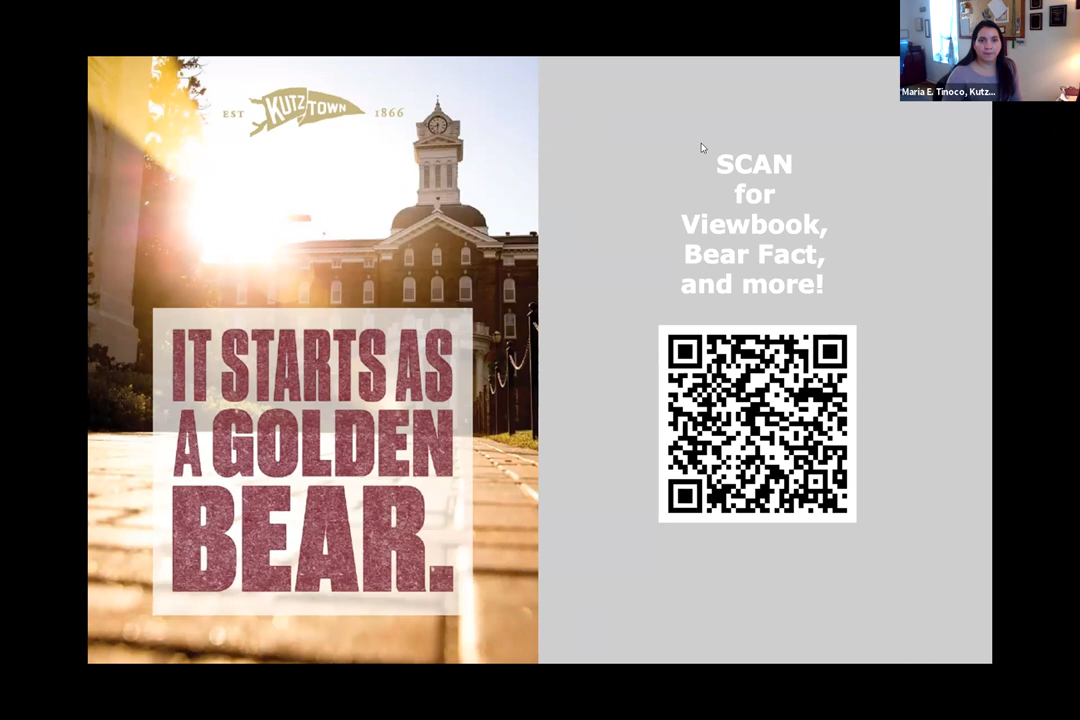 EST KUTZTOWN 1866
IT STARTS AS
A GOLDEN
BEAR.
SCAN
for
Viewbook,
Bear Fact,
and more!
*Maria E. Tinoco, Kutz...